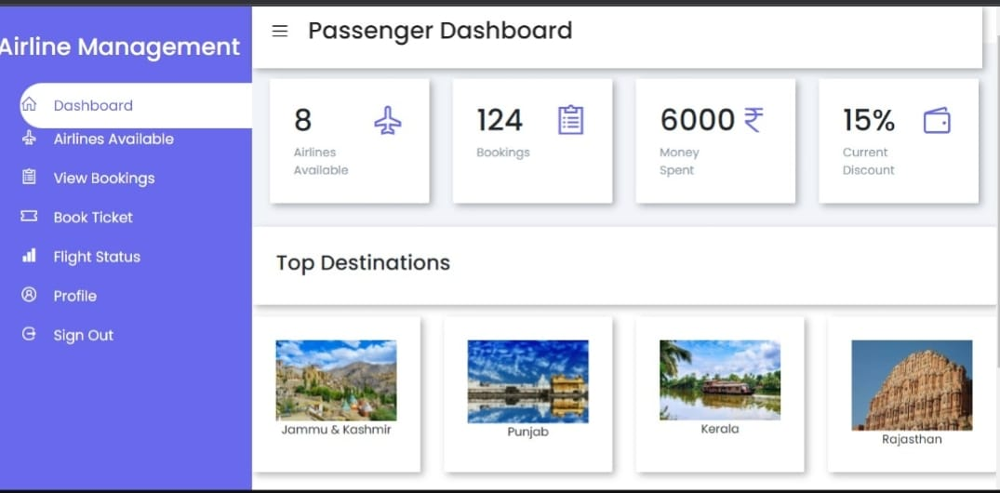 Airline Management
Dashboard
Airlines Available
View Bookings
Book Ticket
Flight Status
Profile
Sign Out
Passenger Dashboard
8
Airlines
Available
124
Bookings
6000 ₹
Money
Spent
15%
Current
Discount
Top Destinations
Jammu & Kashmir
Punjab
Kerala
Rajasthan